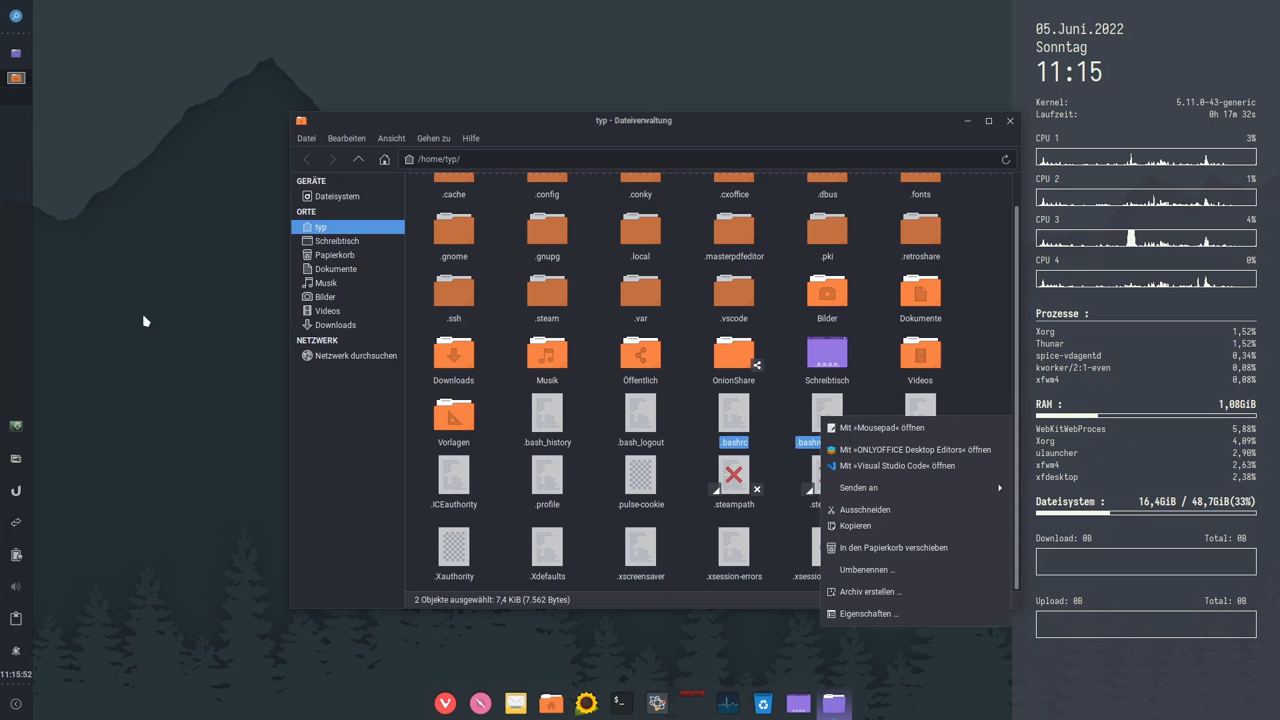 typ - Dateiverwaltung
Datei Bearbeiten Ansicht Gehen zu Hilfe
/home/typ/
GERÄTE
Dateisystem
ORTE
typ
Schreibtisch
Papierkorb
Dokumente
Musik
Bilder
Videos
Downloads
NETZWERK
Netzwerk durchsuchen
.cache .config .conky .cxoffice .dbus .fonts
.gnome .gnupg .local .masterpdfeditor .pki .retroshare
.ssh .steam .var .vscode Bilder Dokumente
Downloads Musik Öffentlich OnionShare Schreibtisch Videos
Vorlagen .bash_history .bash_logout .bashrc
.ICEauthority .profile .pulse-cookie .steampath
.Xauthority .Xdefaults .xscreensaver .xsession-errors
2 Objekte ausgewählt: 7,4 KiB (7.562 Bytes)
Mit »Mousepad« öffnen
Mit »ONLYOFFICE Desktop Editors« öffnen
Mit »Visual Studio Code« öffnen
Senden an
Ausschneiden
Kopieren
In den Papierkorb verschieben
Umbenennen ...
Archiv erstellen ...
Eigenschaften ...
05.Juni.2022
Sonntag
11:15
Kernel: 5.11.0-43-generic
Laufzeit: 0h 17m 32s
CPU 1 3%
CPU 2 1%
CPU 3 4%
CPU 4 0%
Prozesse :
Xorg 1,52%
Thunar 1,52%
spice-vdagentd 0,34%
kworker/2:1-even 0,08%
xfwm4 0,08%
RAM : 1,08GiB
WebKitWebProces 5,88%
Xorg 4,09%
ulauncher 2,90%
xfwm4 2,63%
xfdesktop 2,38%
Dateisystem : 16,4GiB / 48,7GiB(33%)
Download: 0B Total: 0B
Upload: 0B Total: 0B
11:15:52
$_